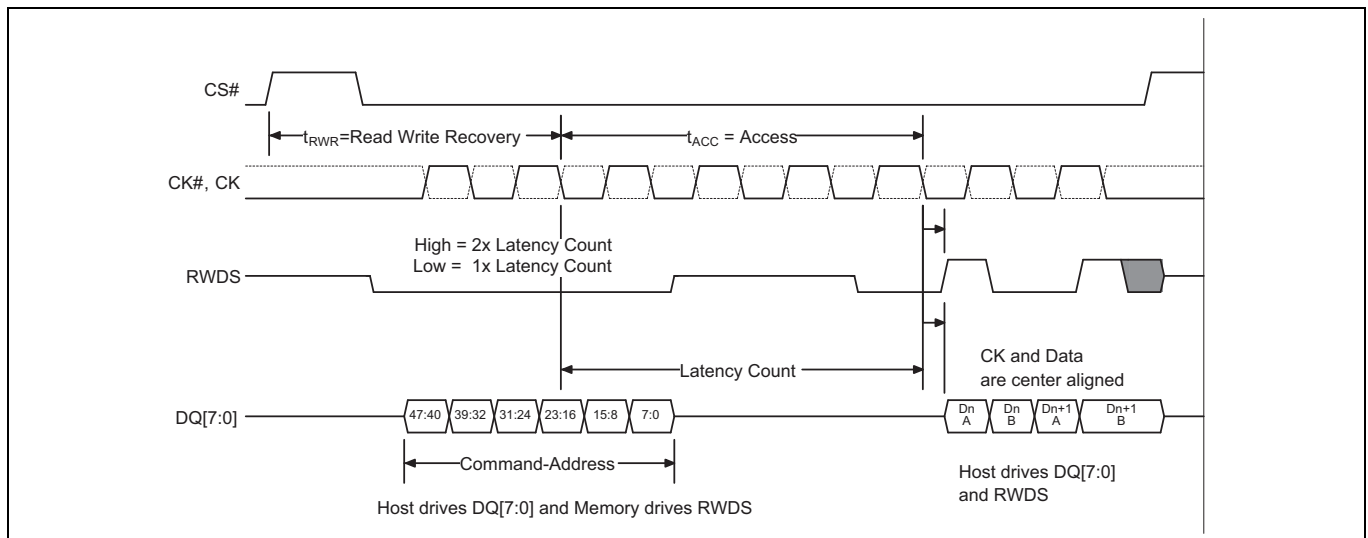 CS#
tRWR=Read Write Recovery
tACC = Access
CK#, CK
High = 2x Latency Count
Low = 1x Latency Count
RWDS
CK and Data
are center aligned
Latency Count
DQ[7:0]
47:40 39:32 31:24 23:16 15:8 7:0
Dn A
Dn B
Dn+1 A
Dn+1 B
Command-Address
Host drives DQ[7:0]
and RWDS
Host drives DQ[7:0] and Memory drives RWDS